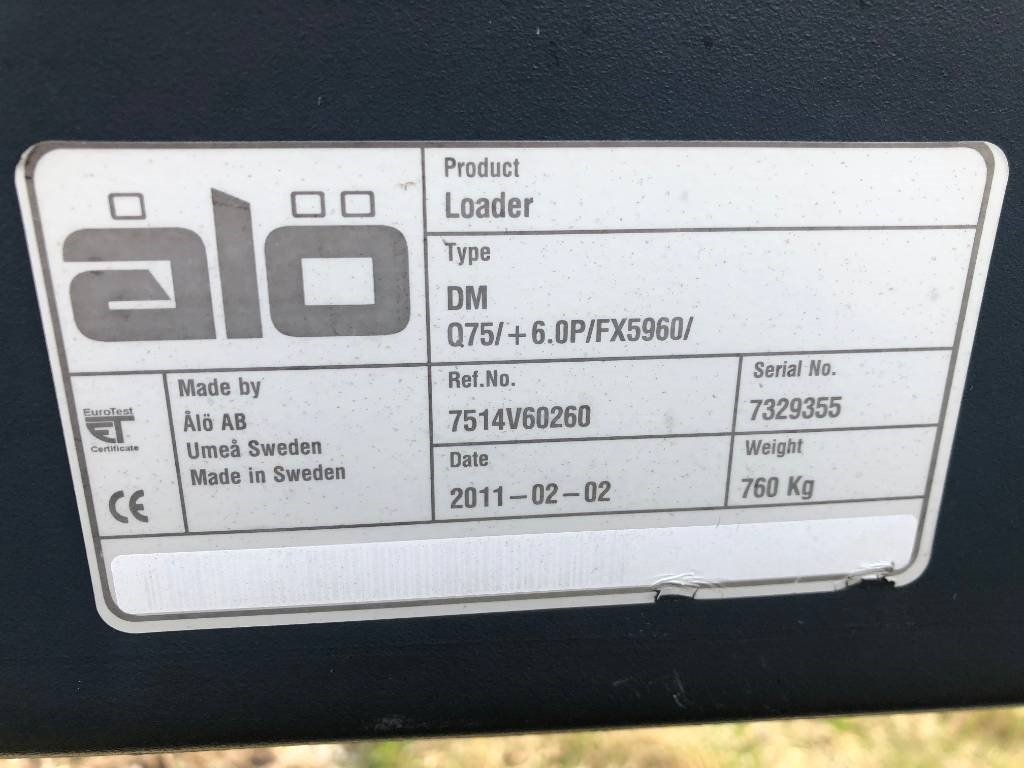 ålö
Product
Loader
Type
DM
Q75/+6.0P/FX5960/
EuroTest
ET
Certificate
CE
Made by
Ålö AB
Umeå Sweden
Made in Sweden
Ref.No.
7514V60260
Serial No.
7329355
Date
2011-02-02
Weight
760 Kg